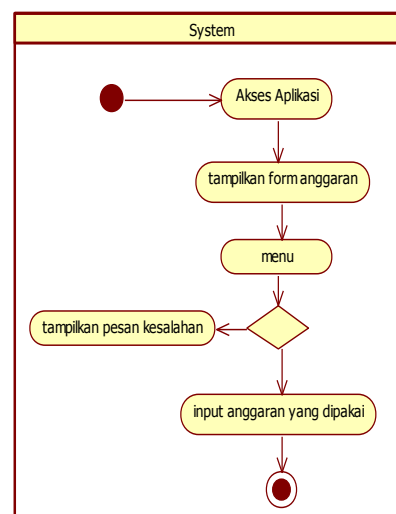 System
Akses Aplikasi
tampilkan form anggaran
menu
tampilkan pesan kesalahan
input anggaran yang dipakai